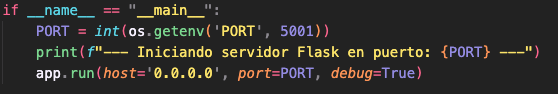 if __name__ == "__main__":
    PORT = int(os.getenv('PORT', 5001))
    print(f"--- Iniciando servidor Flask en puerto: {PORT} ---")
    app.run(host='0.0.0.0', port=PORT, debug=True)